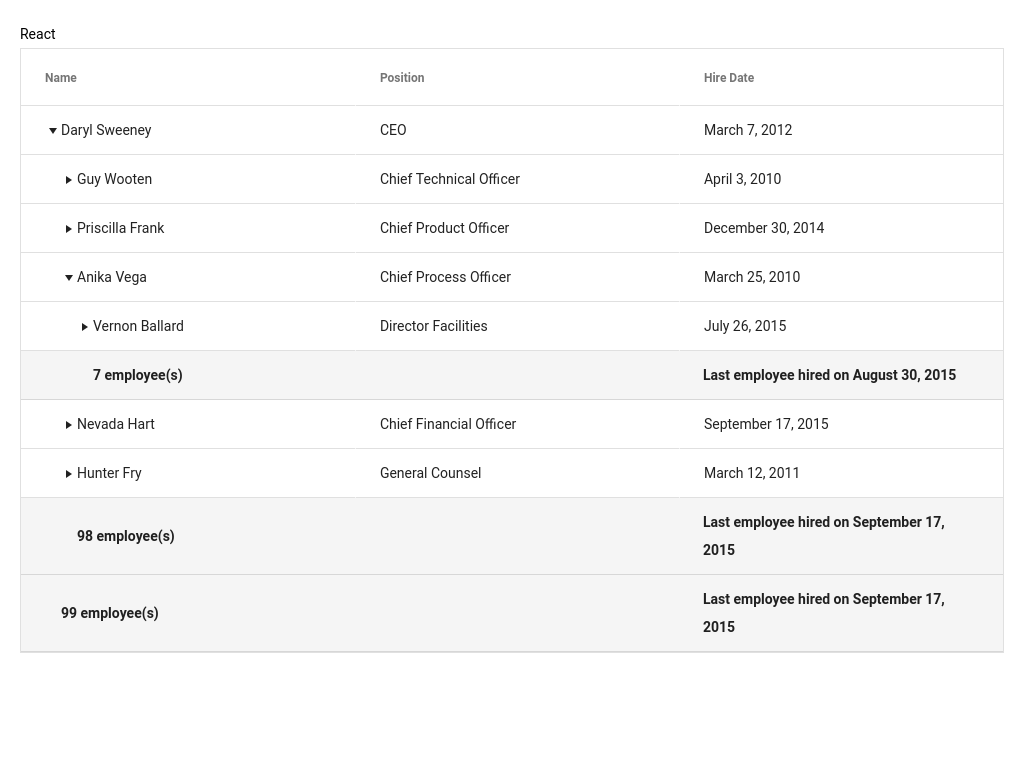 React
Name Position Hire Date
Daryl Sweeney CEO March 7, 2012
Guy Wooten Chief Technical Officer April 3, 2010
Priscilla Frank Chief Product Officer December 30, 2014
Anika Vega Chief Process Officer March 25, 2010
Vernon Ballard Director Facilities July 26, 2015
7 employee(s) Last employee hired on August 30, 2015
Nevada Hart Chief Financial Officer September 17, 2015
Hunter Fry General Counsel March 12, 2011
98 employee(s) Last employee hired on September 17,
2015
99 employee(s) Last employee hired on September 17,
2015